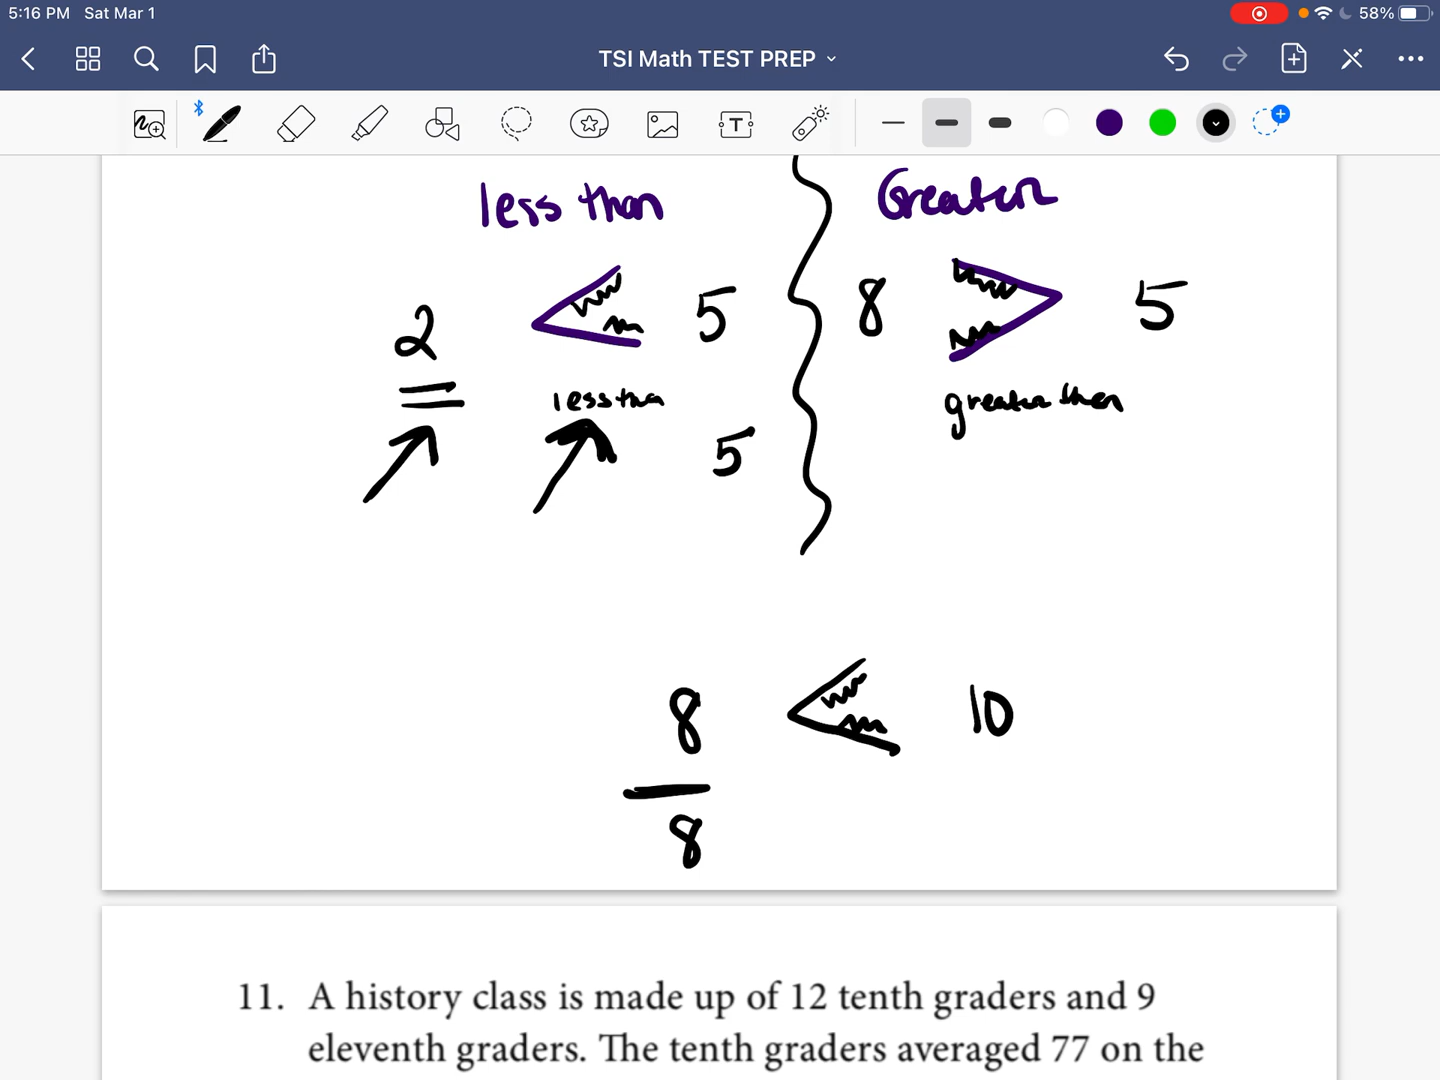 5:16 PM Sat Mar 1
58%
TSI Math TEST PREP
T
less than
Greater
2 < 5
8 > 5
less than
greater then
5
8 < 10
8
11. A history class is made up of 12 tenth graders and 9
eleventh graders. The tenth graders averaged 77 on the